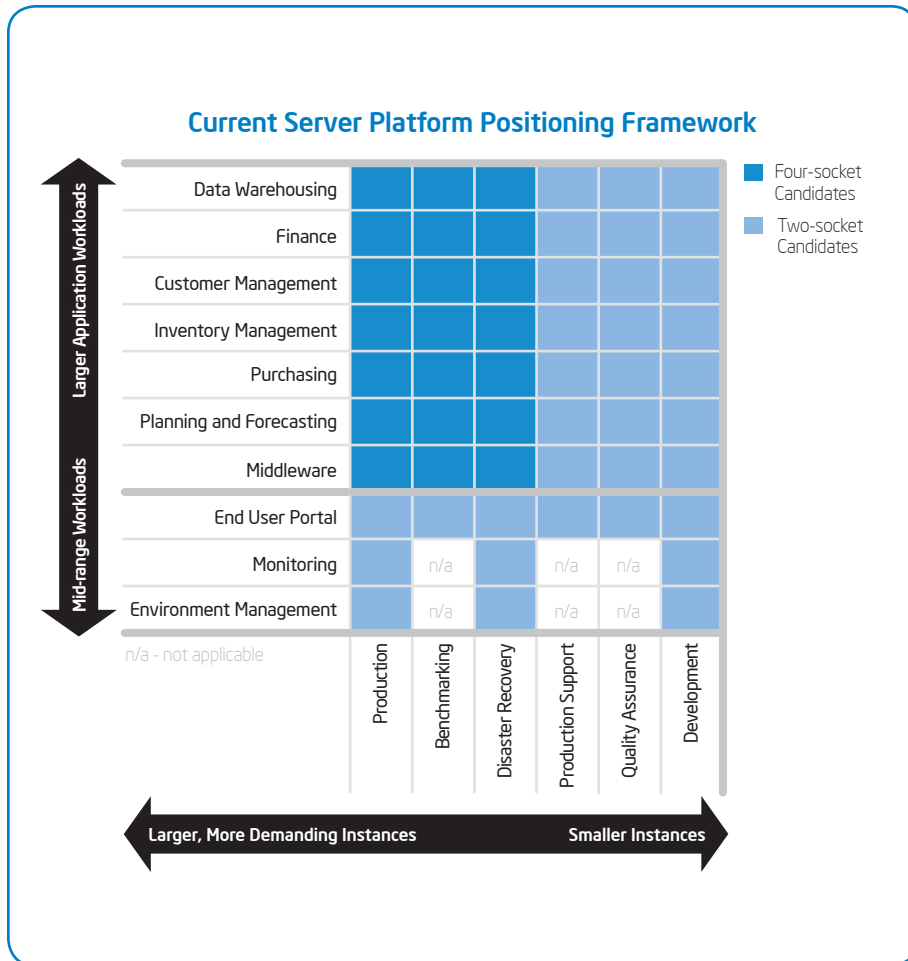 Current Server Platform Positioning Framework
Larger Application Workloads
Mid-range Workloads
Data Warehousing
Finance
Customer Management
Inventory Management
Purchasing
Planning and Forecasting
Middleware
End User Portal
Monitoring
n/a
n/a
n/a
Environment Management
n/a
n/a
n/a
Four-socket
Candidates
Two-socket
Candidates
n/a - not applicable
Production
Benchmarking
Disaster Recovery
Production Support
Quality Assurance
Development
Larger, More Demanding Instances
Smaller Instances